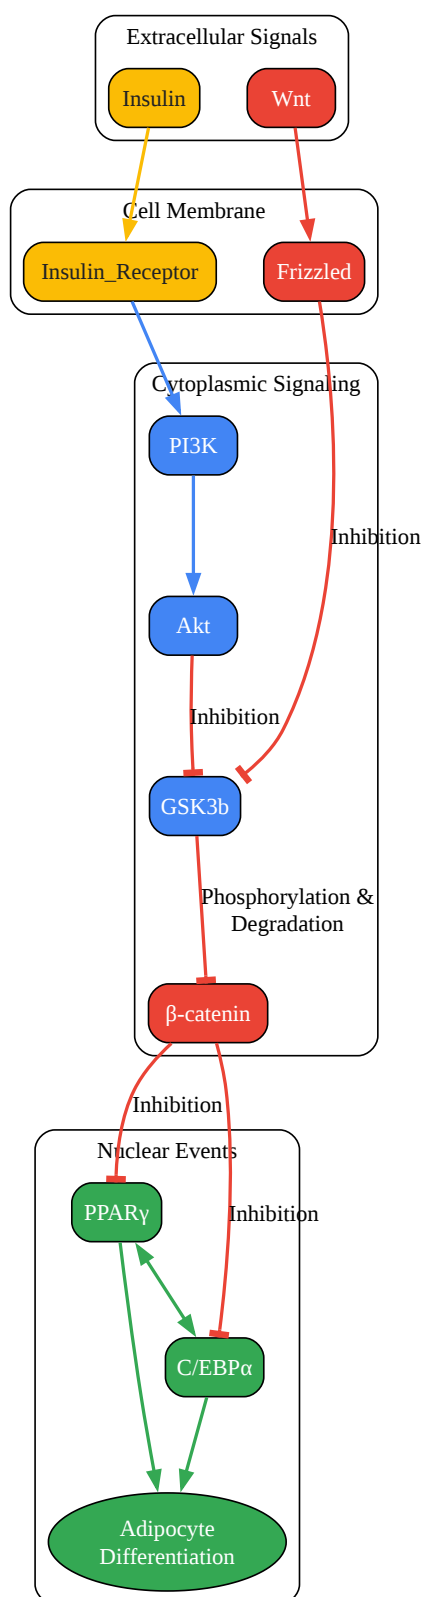 Extracellular Signals
Insulin
Wnt
Cell Membrane
Insulin_Receptor
Frizzled
Cytoplasmic Signaling
PI3K
Inhibition
Akt
Inhibition
GSK3b
Phosphorylation &
Degradation
β-catenin
Inhibition
Nuclear Events
PPARγ
Inhibition
C/EBPα
Adipocyte
Differentiation